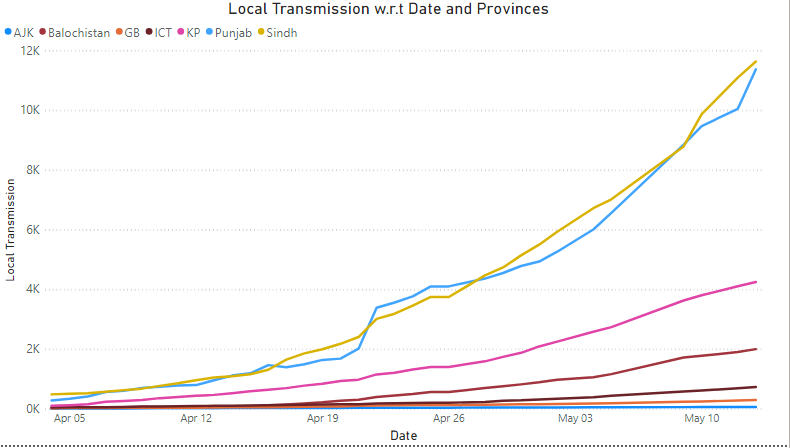 Local Transmission w.r.t Date and Provinces
AJK Balochistan GB ICT KP Punjab Sindh
12K
10K
8K
6K
4K
2K
0K
Local Transmission
Apr 05 Apr 12 Apr 19 Apr 26 May 03 May 10
Date